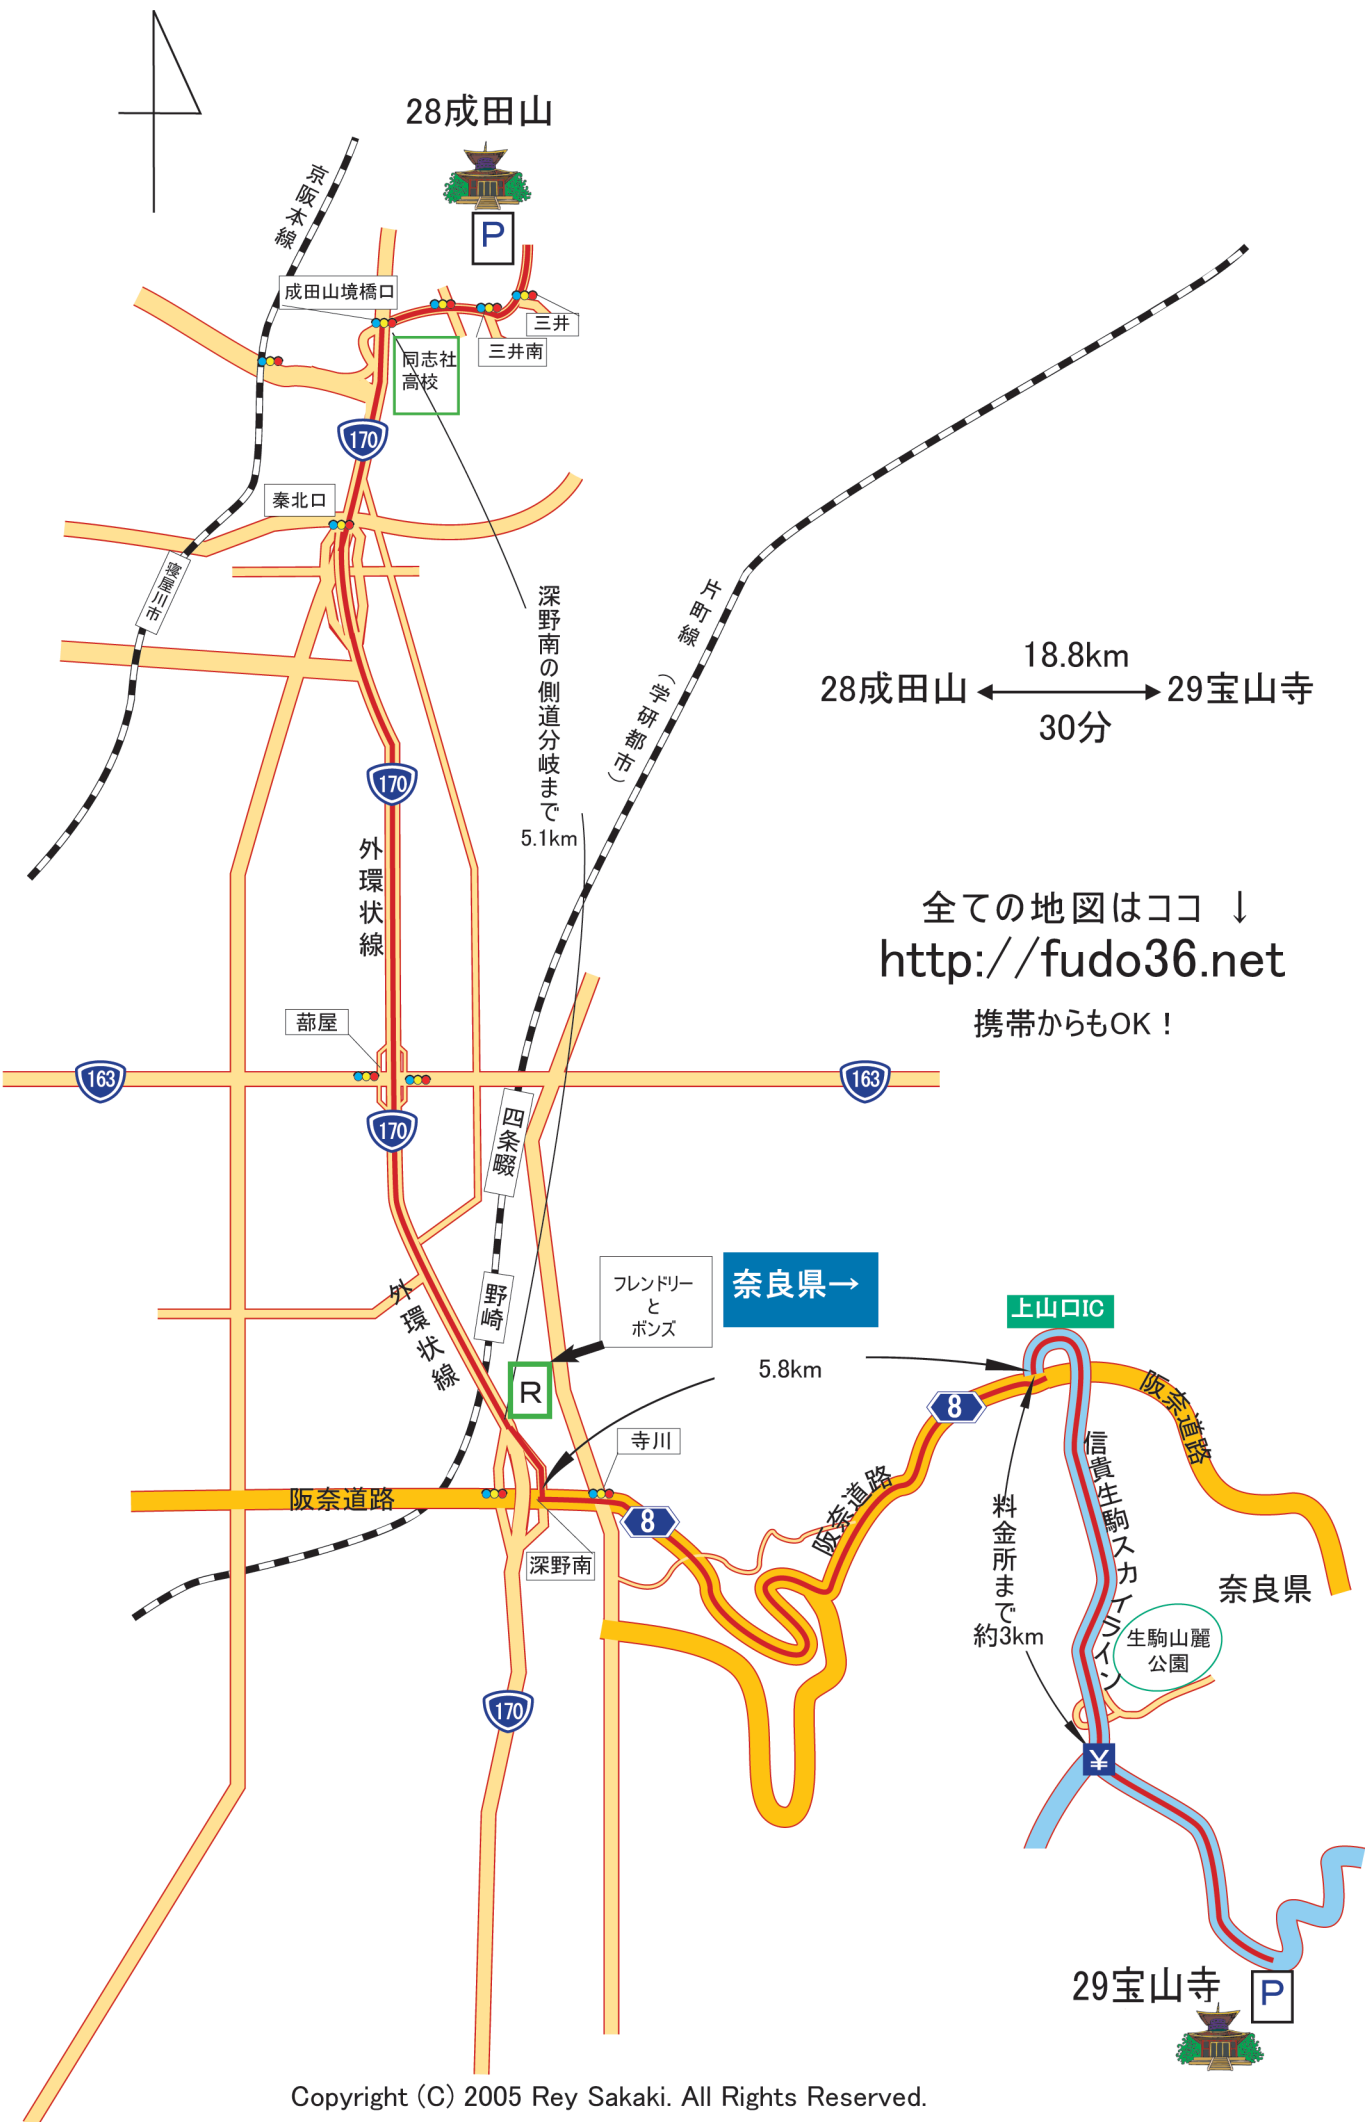 28成田山
P
京阪本線
成田山境橋口
三井
三井南
同志社
高校
170
秦北口
寝屋川市
深野南の側道分岐まで
5.1km
片町線
(学研都市)
18.8km
28成田山
29宝山寺
30分
170
外環状線
全ての地図はココ ↓
http://fudo36.net
携帯からもOK！
蔀屋
163
163
170
四条畷
野崎
フレンドリー
と
ボンズ
奈良県→
上山口IC
外環状線
5.8km
R
8
阪奈道路
寺川
信貴生駒スカイライン
阪奈道路
8
阪奈道路
料金所まで
約3km
深野南
奈良県
生駒山麓
公園
170
¥
29宝山寺
P
Copyright (C) 2005 Rey Sakaki. All Rights Reserved.